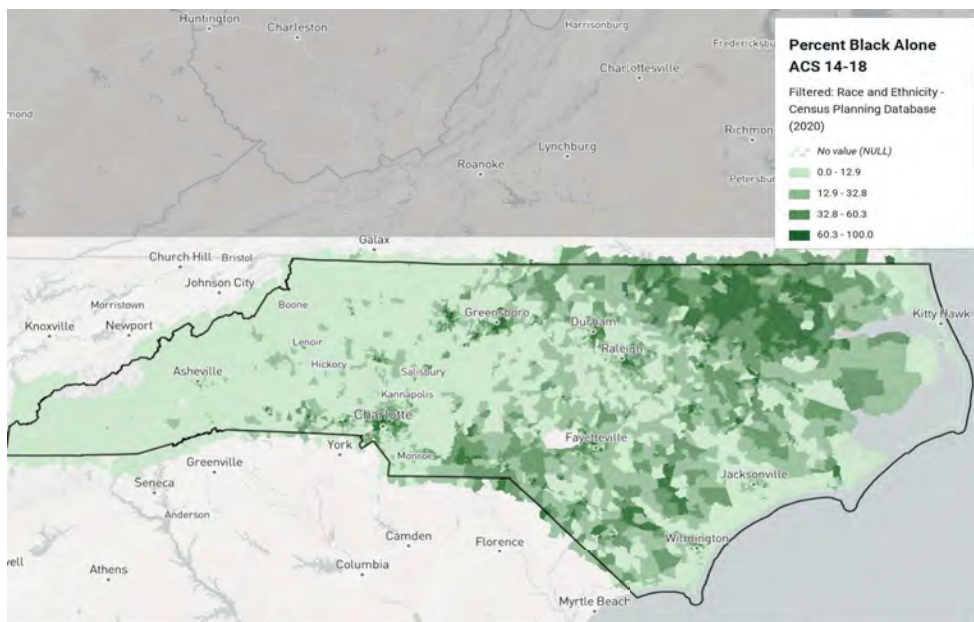 Huntington
Charleston
Harrisonburg
Fredericksbu
Charlottesville
mond
Richmon
Lynchburg
Roanoke
Petersbur
Percent Black Alone
ACS 14-18
Filtered: Race and Ethnicity -
Census Planning Database
(2020)
No value (NULL)
0.0 - 12.9
12.9 - 32.8
32.8 - 60.3
60.3 - 100.0
Galax
Church Hill
Bristol
Johnson City
Boone
Morristown
Knoxville
Newport
Greensboro
Durham
Kitty Hawk
Raleigh
Lenoir
Hickory
Asheville
Salisbury
Kannapolis
Charlotte
Fayetteville
York
Monroe
Greenville
Jacksonville
Seneca
Anderson
Wilmington
Camden
Florence
well
Athens
Columbia
Myrtle Beach